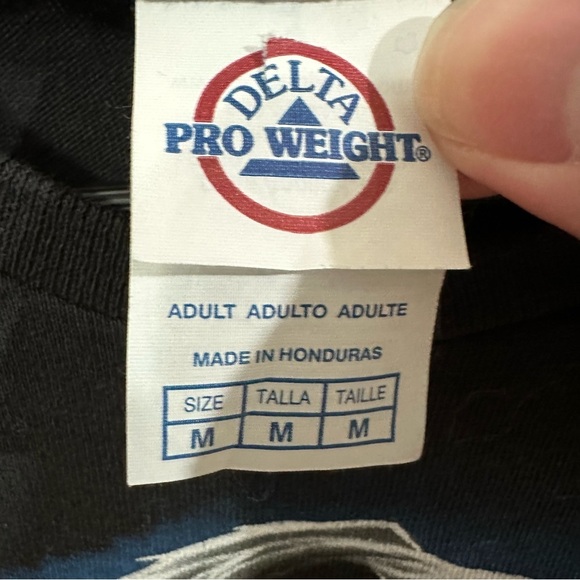 DELTA
PRO WEIGHT®
ADULT ADULTO ADULTE
MADE IN HONDURAS
SIZE TALLA TAILLE
M M M